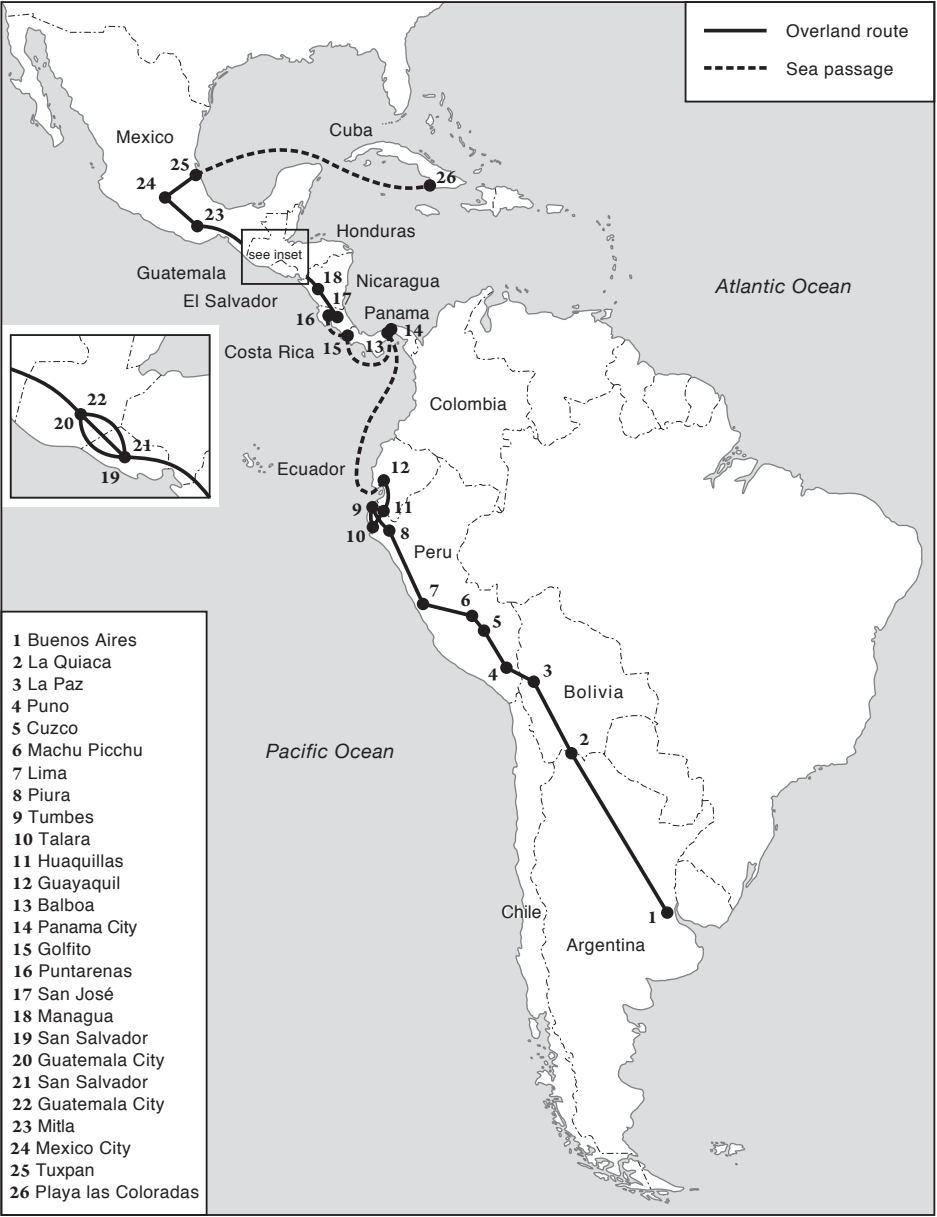 Overland route
Sea passage
Cuba
Mexico
25
26
24
23
Honduras
see inset
Guatemala
18
Nicaragua
Atlantic Ocean
El Salvador
17
Panama
16
14
15
13
Costa Rica
22
Colombia
20
21
19
Ecuador
12
9
11
10
8
Peru
7
6
5
4
3
Bolivia
2
Pacific Ocean
Chile
1
Argentina
1 Buenos Aires
2 La Quiaca
3 La Paz
4 Puno
5 Cuzco
6 Machu Picchu
7 Lima
8 Piura
9 Tumbes
10 Talara
11 Huaquillas
12 Guayaquil
13 Balboa
14 Panama City
15 Golfito
16 Puntarenas
17 San José
18 Managua
19 San Salvador
20 Guatemala City
21 San Salvador
22 Guatemala City
23 Mitla
24 Mexico City
25 Tuxpan
26 Playa las Coloradas